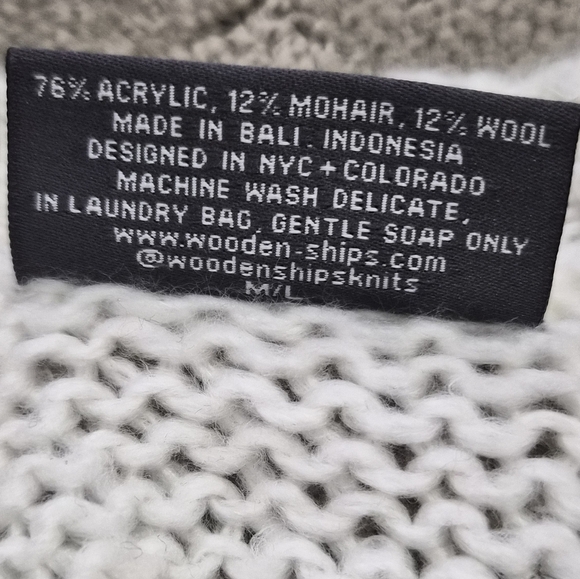 76% ACRYLIC, 12% MOHAIR, 12% WOOL
MADE IN BALI. INDONESIA
DESIGNED IN NYC + COLORADO
MACHINE WASH DELICATE,
IN LAUNDRY BAG, GENTLE SOAP ONLY
www.wooden-ships.com
@woodenshipsknits
M/L